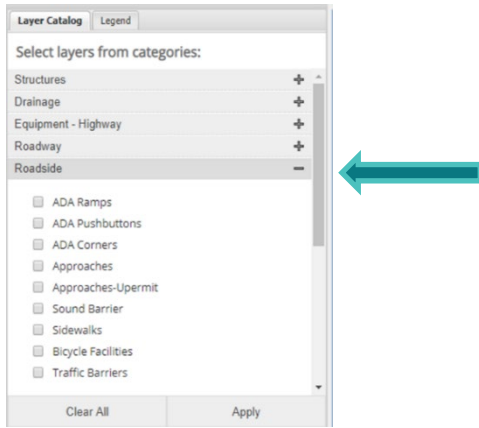 Layer Catalog Legend
Select layers from categories:
Structures
Drainage
Equipment - Highway
Roadway
Roadside
ADA Ramps
ADA Pushbuttons
ADA Corners
Approaches
Approaches-Upermit
Sound Barrier
Sidewalks
Bicycle Facilities
Traffic Barriers
Clear All Apply